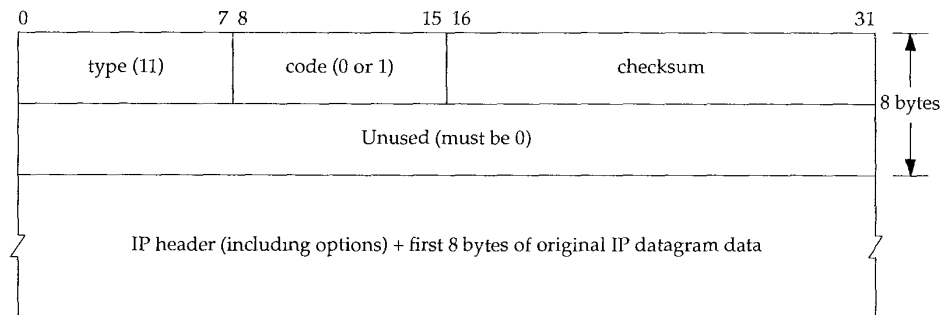 0 7 8 15 16 31
type (11) code (0 or 1) checksum
8 bytes
Unused (must be 0)
IP header (including options) + first 8 bytes of original IP datagram data